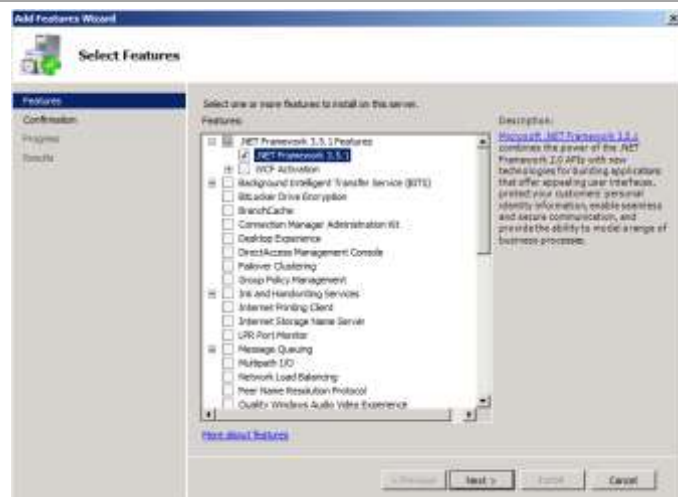 Add Features Wizard
Select Features
Features
Confirmation
Progress
Results
Select one or more features to install on this server.
Features:
.NET Framework 3.5.1 Features
.NET Framework 3.5.1
WCF Activation
Background Intelligent Transfer Service (BITS)
BitLocker Drive Encryption
BranchCache
Connection Manager Administration Kit
Desktop Experience
DirectAccess Management Console
Failover Clustering
Group Policy Management
Ink and Handwriting Services
Internet Printing Client
Internet Storage Name Server
LPR Port Monitor
Message Queuing
Multipath I/O
Network Load Balancing
Peer Name Resolution Protocol
Quality Windows Audio Video Experience
More about features
Description:
Microsoft .NET Framework 3.5.1
combines the power of the .NET
Framework 2.0 APIs with new
technologies for building applications
that offer appealing user interfaces,
protect your customers' personal
identity information, enable seamless
and secure communication, and
provide the ability to model a range of
business processes.
< Previous
Next >
Install
Cancel